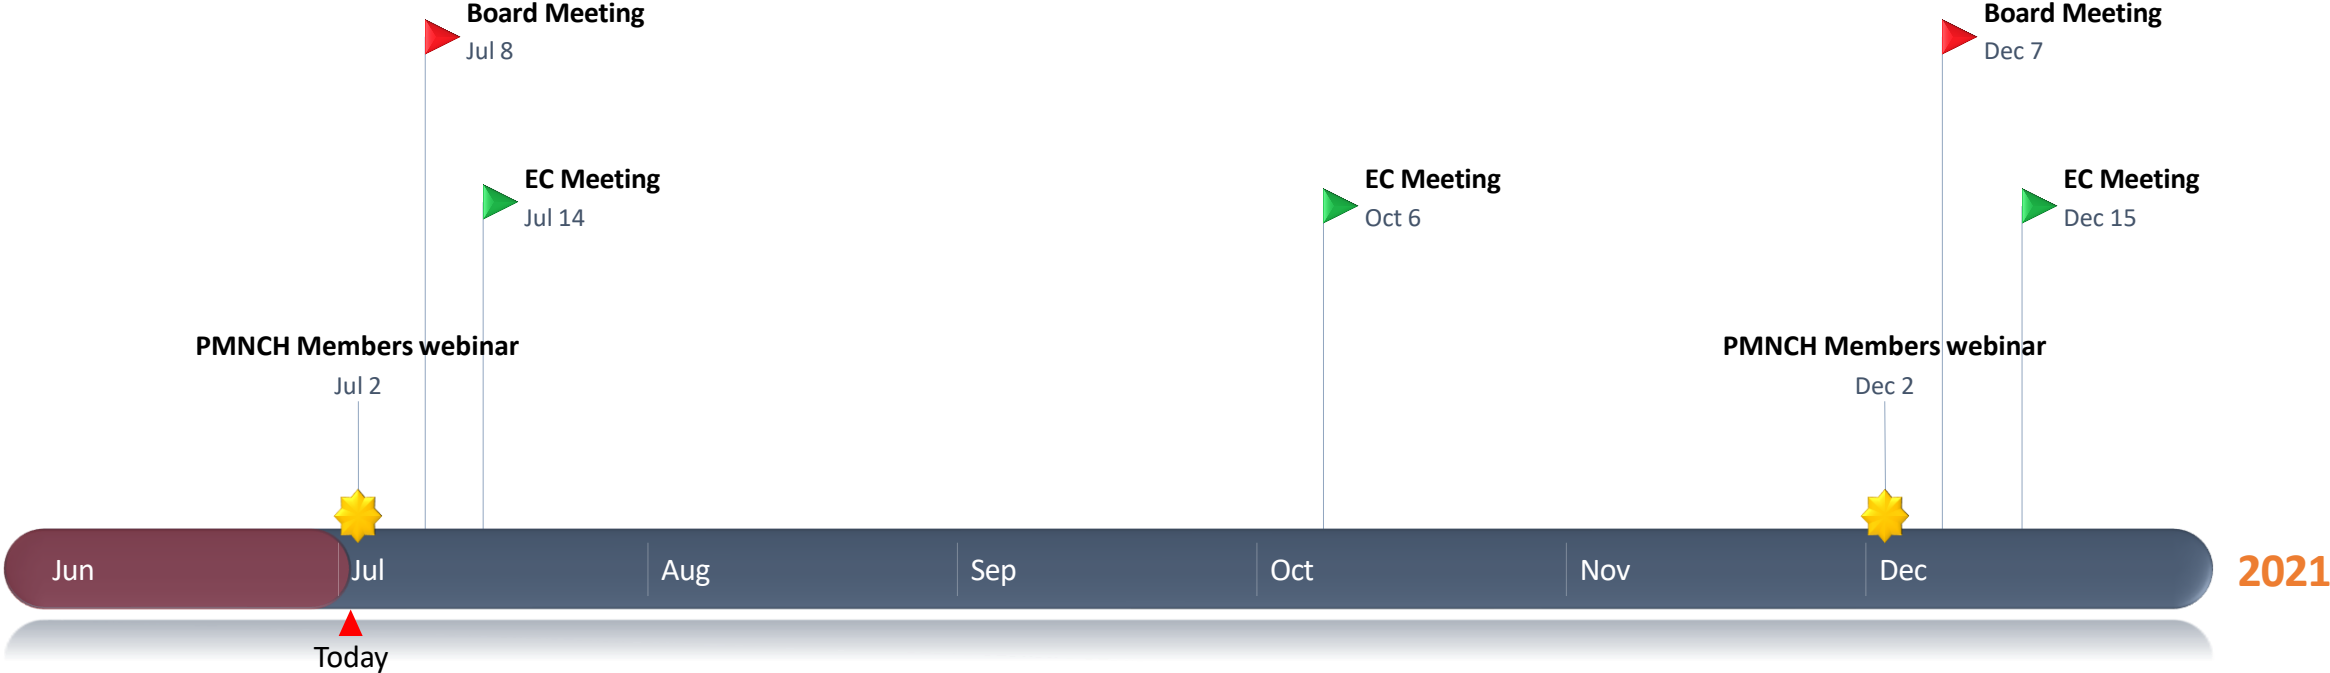 Board Meeting
Jul 8
Board Meeting
Dec 7
EC Meeting
Jul 14
EC Meeting
Oct 6
EC Meeting
Dec 15
PMNCH Members webinar
Jul 2
PMNCH Members webinar
Dec 2
Jun
Jul
Aug
Sep
Oct
Nov
Dec
2021
Today